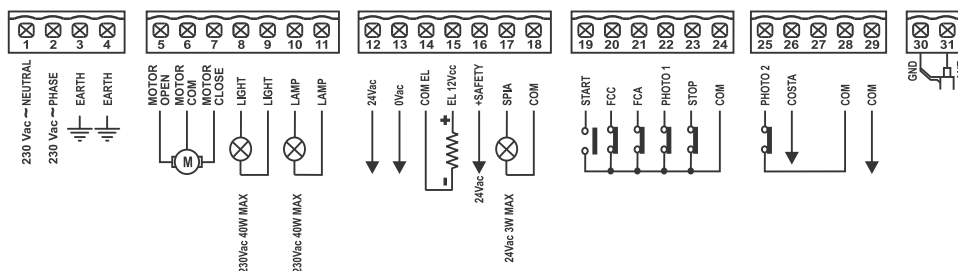 1 2 3 4
5 6 7 8 9 10 11
12 13 14 15 16 17 18
19 20 21 22 23 24
25 26 27 28 29
30 31
230 Vac ~ NEUTRAL
230 Vac ~ PHASE
EARTH
EARTH
MOTOR OPEN
MOTOR COM
MOTOR CLOSE
LIGHT
LIGHT
LAMP
LAMP
M
230Vac 40W MAX
230Vac 40W MAX
24Vac
0Vac
COM EL
EL 12Vcc
+SAFETY
SPIA
COM
+
-
24Vac
24Vac 3W MAX
START
FCC
FCA
PHOTO 1
STOP
COM
PHOTO 2
COSTA
COM
COM
GND